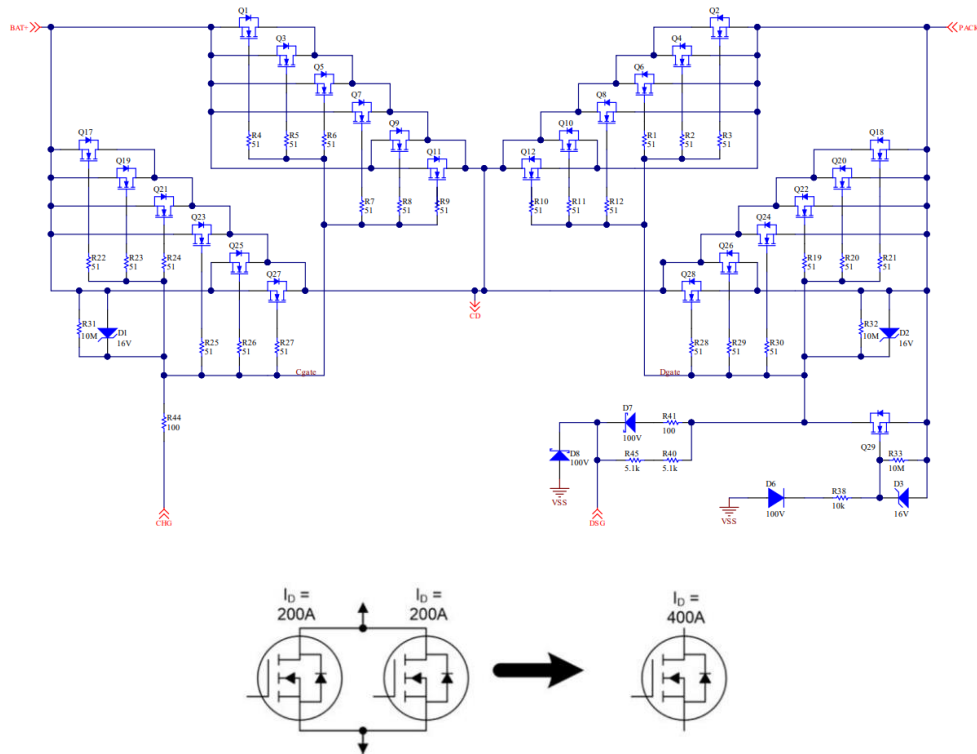 Q1
Q2
BAT+
PACK
Q3
Q4
Q5
Q6
Q7
Q8
Q17
Q9
Q10
Q18
R4
51
R5
51
R6
51
R1
51
R2
51
R3
51
Q19
Q11
Q12
Q20
Q21
Q22
R7
51
R8
51
R9
51
R10
51
R11
51
R12
51
Q23
Q24
Q25
Q26
R22
51
R23
51
R24
51
R19
51
R20
51
R21
51
Q27
Q28
CD
R31
10M
D1
16V
R32
10M
D2
16V
R25
51
R26
51
R27
51
R28
51
R29
51
R30
51
Cgate
Dgate
R44
100
D7
100V
R41
100
Q29
D8
100V
R45
5.1k
R40
5.1k
R33
10M
D6
100V
R38
10k
D3
16V
VSS
VSS
CHG
DSG
ID =
200A
ID =
200A
ID =
400A